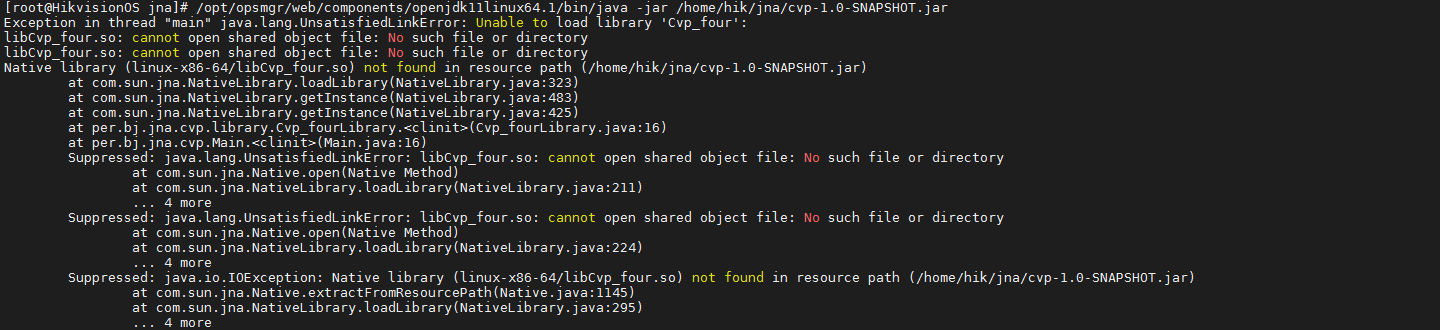 [root@HikvisionOS jna]# /opt/opsmgr/web/components/openjdk11linux64.1/bin/java -jar /home/hik/jna/cvp-1.0-SNAPSHOT.jar
Exception in thread "main" java.lang.UnsatisfiedLinkError: Unable to load library 'Cvp_four':
libCvp_four.so: cannot open shared object file: No such file or directory
libCvp_four.so: cannot open shared object file: No such file or directory
Native library (linux-x86-64/libCvp_four.so) not found in resource path (/home/hik/jna/cvp-1.0-SNAPSHOT.jar)
at com.sun.jna.NativeLibrary.loadLibrary(NativeLibrary.java:323)
at com.sun.jna.NativeLibrary.getInstance(NativeLibrary.java:483)
at com.sun.jna.NativeLibrary.getInstance(NativeLibrary.java:425)
at per.bj.jna.cvp.library.Cvp_fourLibrary.<clinit>(Cvp_fourLibrary.java:16)
at per.bj.jna.cvp.Main.<clinit>(Main.java:16)
Suppressed: java.lang.UnsatisfiedLinkError: libCvp_four.so: cannot open shared object file: No such file or directory
at com.sun.jna.Native.open(Native Method)
at com.sun.jna.NativeLibrary.loadLibrary(NativeLibrary.java:211)
... 4 more
Suppressed: java.lang.UnsatisfiedLinkError: libCvp_four.so: cannot open shared object file: No such file or directory
at com.sun.jna.Native.open(Native Method)
at com.sun.jna.NativeLibrary.loadLibrary(NativeLibrary.java:224)
... 4 more
Suppressed: java.io.IOException: Native library (linux-x86-64/libCvp_four.so) not found in resource path (/home/hik/jna/cvp-1.0-SNAPSHOT.jar)
at com.sun.jna.Native.extractFromResourcePath(Native.java:1145)
at com.sun.jna.NativeLibrary.loadLibrary(NativeLibrary.java:295)
... 4 more